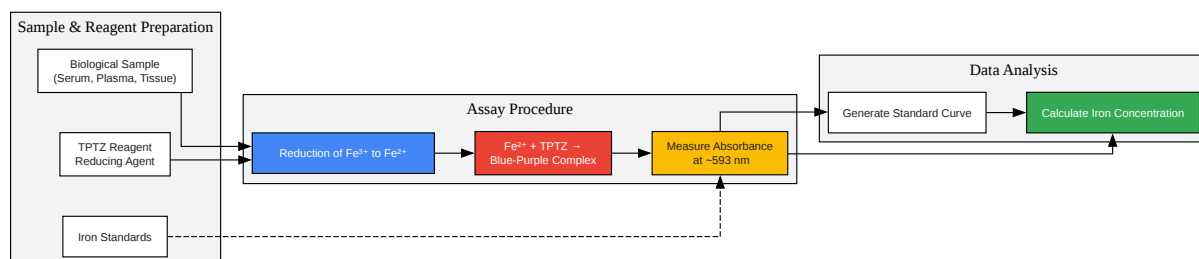 Sample & Reagent Preparation
Biological Sample
(Serum, Plasma, Tissue)
TPTZ Reagent
Reducing Agent
Iron Standards
Assay Procedure
Reduction of Fe³⁺ to Fe²⁺
Fe²⁺ + TPTZ →
Blue-Purple Complex
Measure Absorbance
at ~593 nm
Data Analysis
Generate Standard Curve
Calculate Iron Concentration